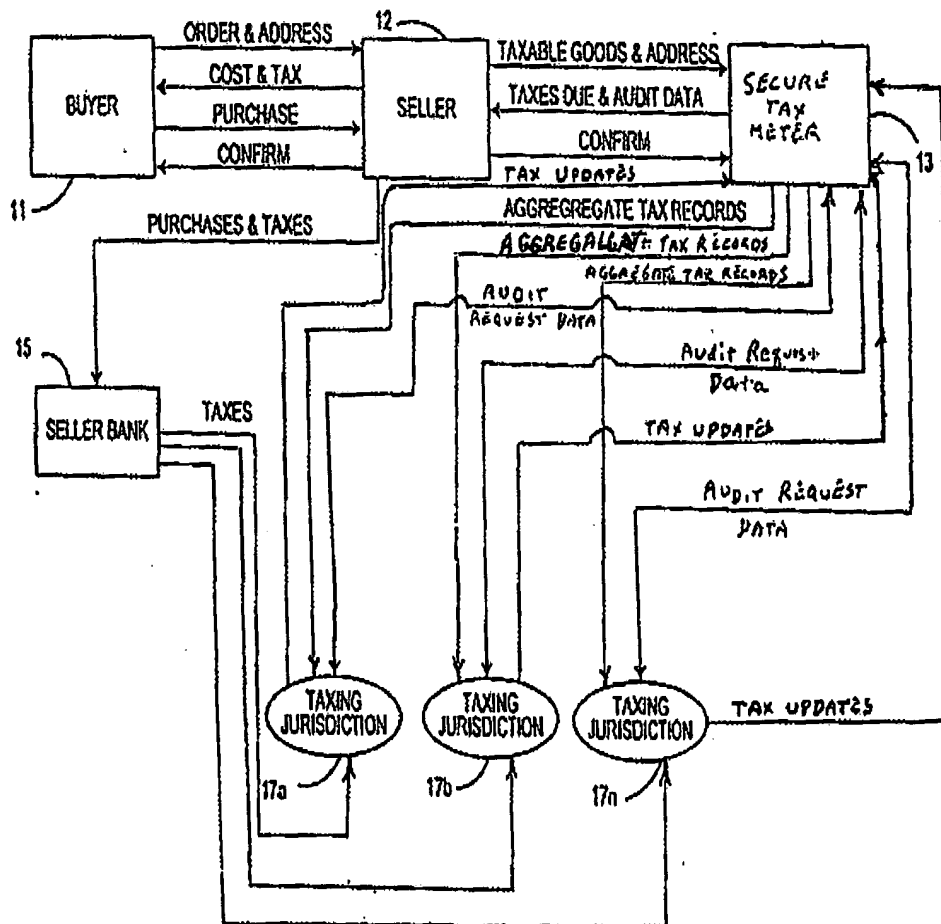 12
ORDER & ADDRESS
TAXABLE GOODS & ADDRESS
COST & TAX
BUYER
SELLER
SECURE
TAX
METER
TAXES DUE & AUDIT DATA
PURCHASE
CONFIRM
CONFIRM
13
TAX UPDATES
11
PURCHASES & TAXES
AGGREGREGATE TAX RECORDS
TAX RECORDS
AGGREGATE TAX RECORDS
AUDIT
REQUEST DATA
15
Audit Request
Data
SELLER BANK
TAXES
TAX UPDATES
AUDIT REQUEST
DATA
TAXING
JURISDICTION
TAXING
JURISDICTION
TAXING
JURISDICTION
TAX UPDATES
17a
17b
17n